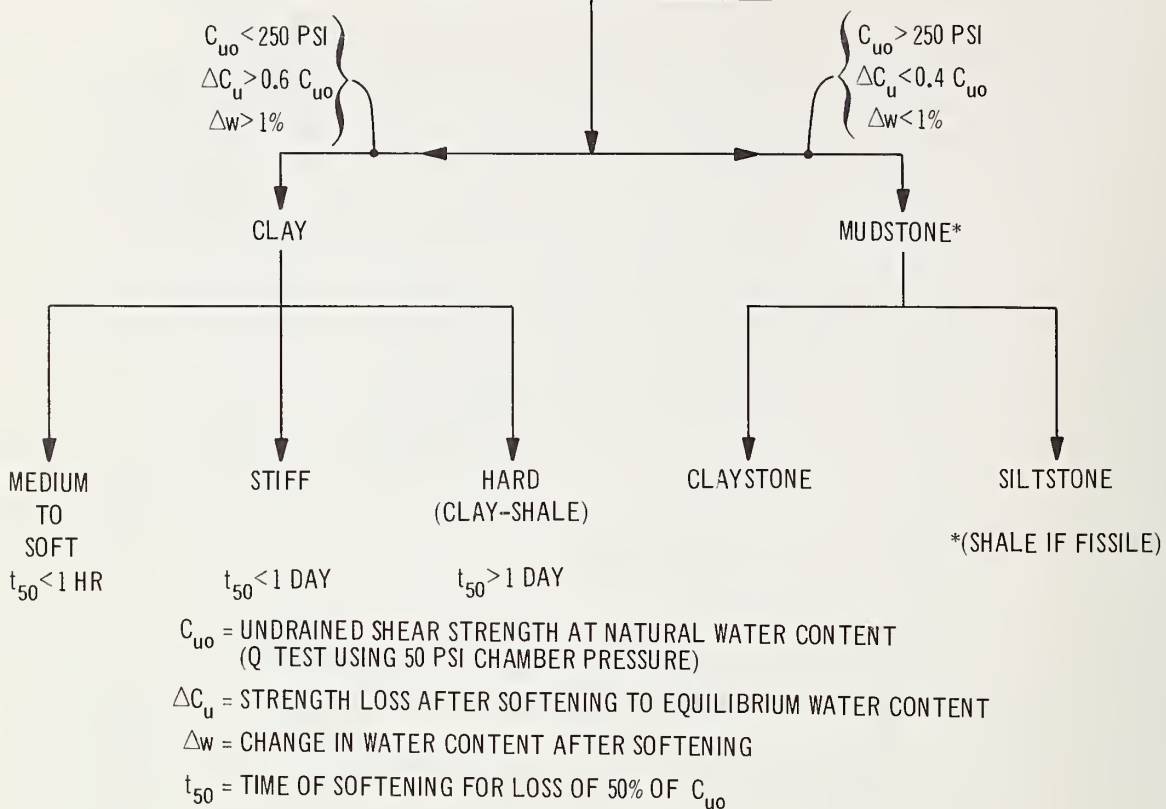 C_uo < 250 PSI
ΔC_u > 0.6 C_uo
Δw > 1%
C_uo > 250 PSI
ΔC_u < 0.4 C_uo
Δw < 1%
CLAY
MUDSTONE*
MEDIUM
TO
SOFT
t_50 < 1 HR
STIFF
t_50 < 1 DAY
HARD
(CLAY-SHALE)
t_50 > 1 DAY
CLAYSTONE
SILTSTONE
*(SHALE IF FISSILE)
C_uo = UNDRAINED SHEAR STRENGTH AT NATURAL WATER CONTENT
(Q TEST USING 50 PSI CHAMBER PRESSURE)
ΔC_u = STRENGTH LOSS AFTER SOFTENING TO EQUILIBRIUM WATER CONTENT
Δw = CHANGE IN WATER CONTENT AFTER SOFTENING
t_50 = TIME OF SOFTENING FOR LOSS OF 50% OF C_uo